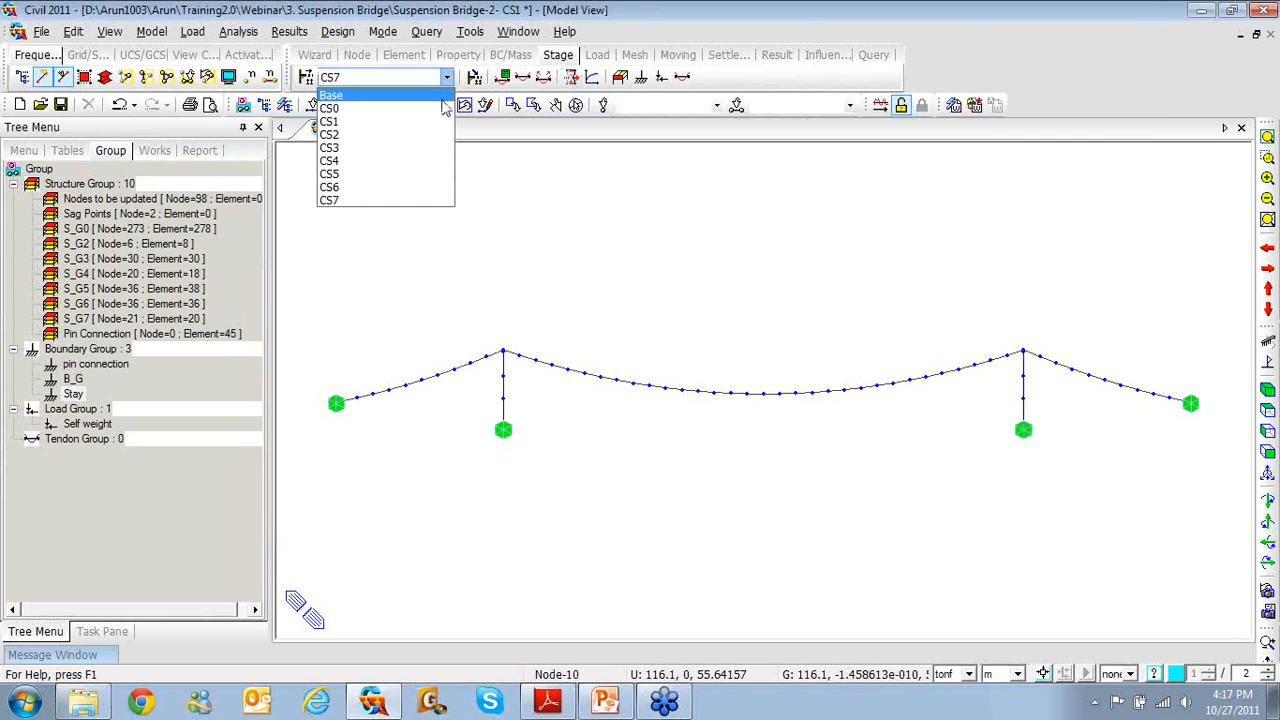 Civil 2011 - [D:\Arun1003\Arun\Training2.0\Webinar\3. Suspension Bridge\Suspension Bridge-2- CS1 *] - [Model View]
File Edit View Model Load Analysis Results Design Mode Query Tools Window Help
Freque... Grid/S... UCS/GCS View C... Activat... Wizard Node Element Property BC/Mass Stage Load Mesh Moving Settle... Result Influen... Query
CS7
Base
CS0
CS1
CS2
CS3
CS4
CS5
CS6
CS7
Tree Menu
Menu Tables Group Works Report
Group
Structure Group : 10
Nodes to be updated [ Node=98 ; Element=0
Sag Points [ Node=2 ; Element=0 ]
S_G0 [ Node=273 ; Element=278 ]
S_G2 [ Node=6 ; Element=8 ]
S_G3 [ Node=30 ; Element=30 ]
S_G4 [ Node=20 ; Element=18 ]
S_G5 [ Node=36 ; Element=38 ]
S_G6 [ Node=36 ; Element=36 ]
S_G7 [ Node=21 ; Element=20 ]
Pin Connection [ Node=0 ; Element=45 ]
Boundary Group : 3
pin connection
B_G
Stay
Load Group : 1
Self weight
Tendon Group : 0
Tree Menu Task Pane
Message Window
For Help, press F1 Node-10 U: 116.1, 0, 55.64157 G: 116.1, -1.458613e-010, tonf m none 1 / 2
4:17 PM
10/27/2011